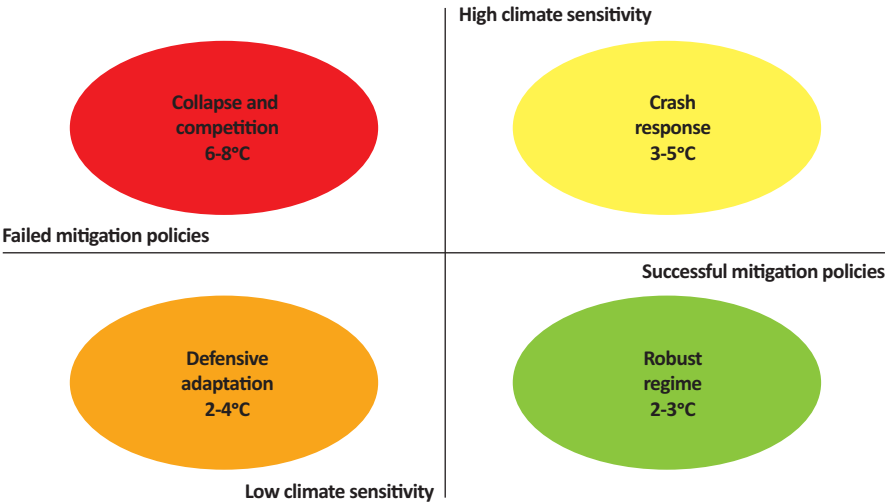 High climate sensitivity
Collapse and
competition
6-8°C
Crash
response
3-5°C
Failed mitigation policies
Successful mitigation policies
Defensive
adaptation
2-4°C
Robust
regime
2-3°C
Low climate sensitivity